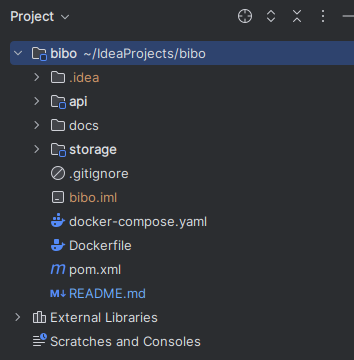 Project
bibo ~/IdeaProjects/bibo
.idea
api
docs
storage
.gitignore
bibo.iml
docker-compose.yaml
Dockerfile
m pom.xml
M↓ README.md
External Libraries
Scratches and Consoles